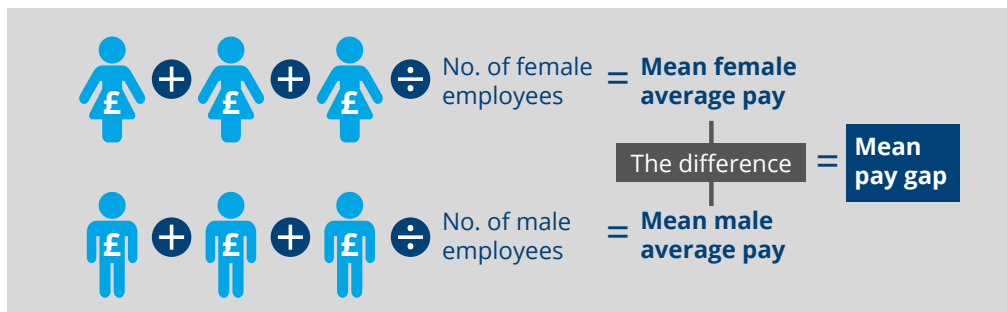 £ + £ + £ ÷ No. of female employees = Mean female average pay
The difference = Mean pay gap
£ + £ + £ ÷ No. of male employees = Mean male average pay